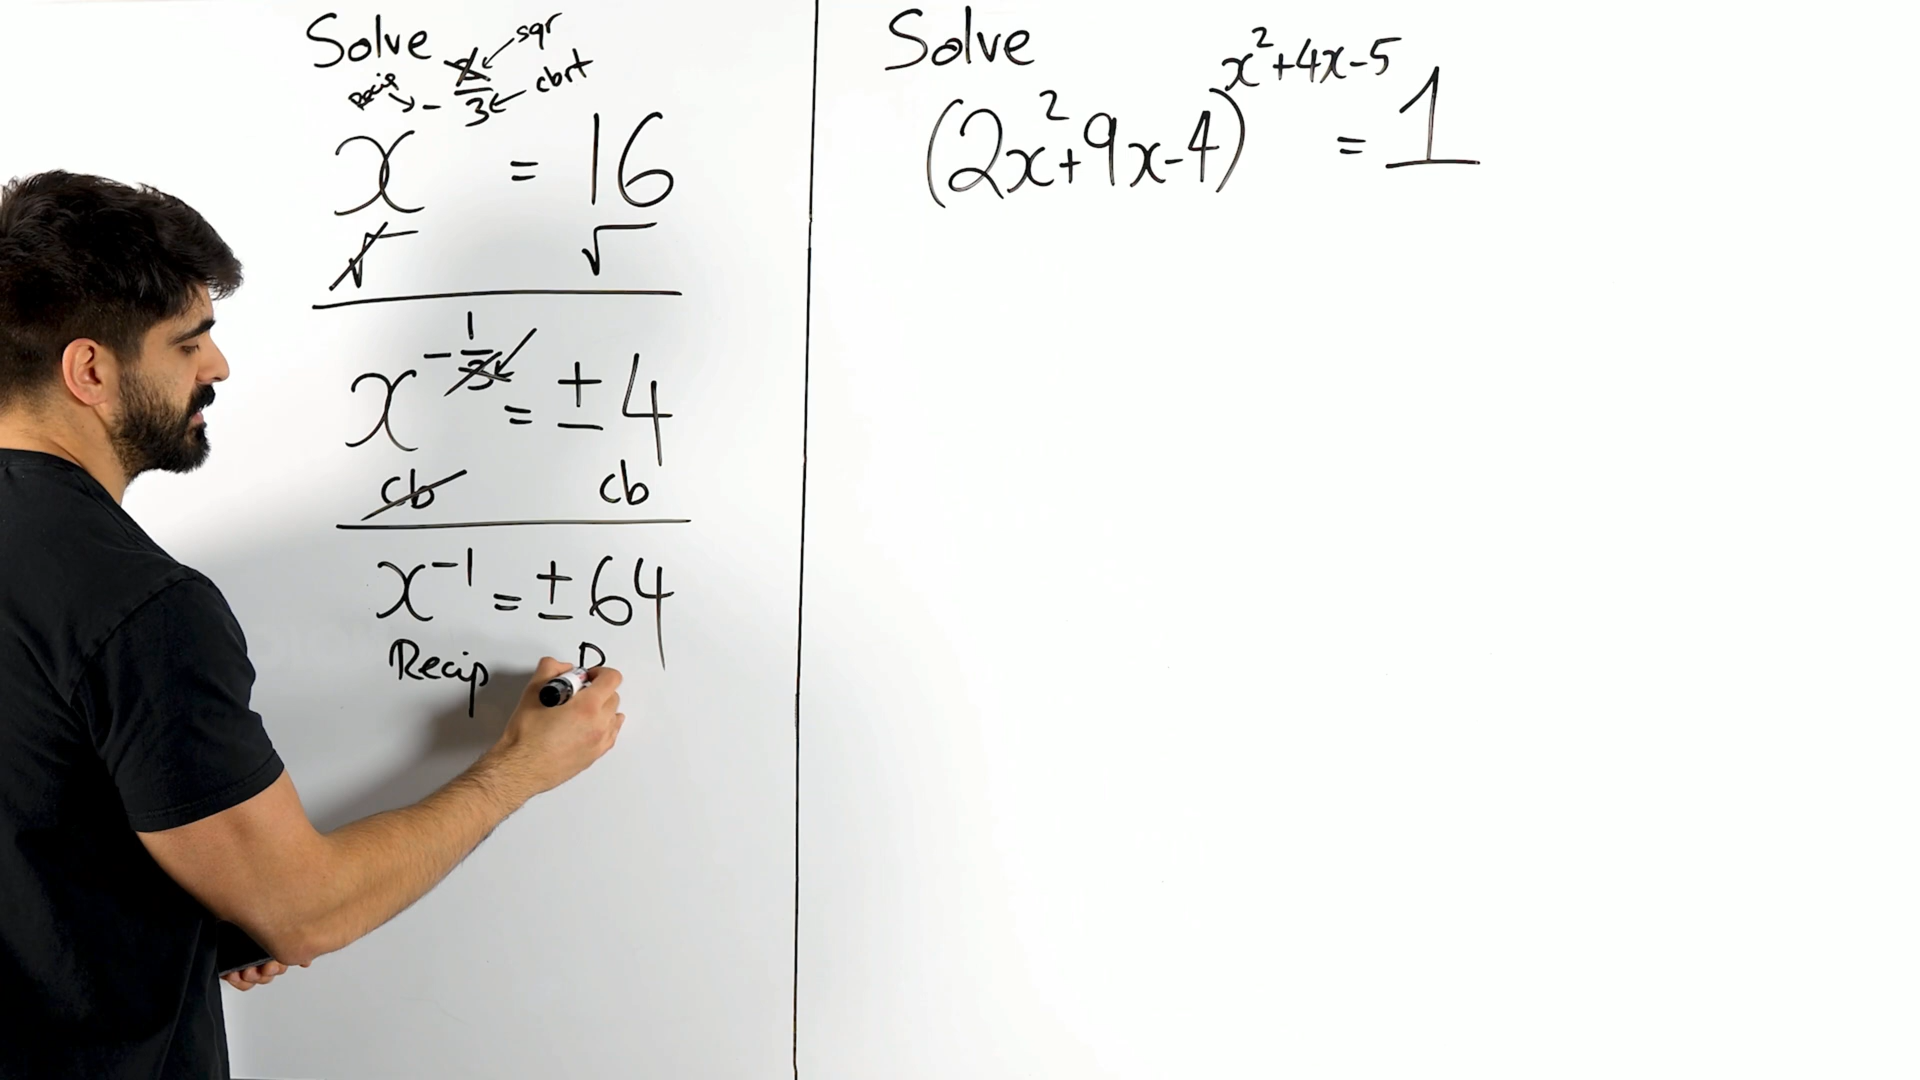 Solve
Recip → - 2/3 ← sqr ← cbrt
x = 16
√ √
x^-1/3 = ± 4
cb cb
x^-1 = ± 64
Recip R
Solve
(2x²+9x-4)^x²+4x-5 = 1